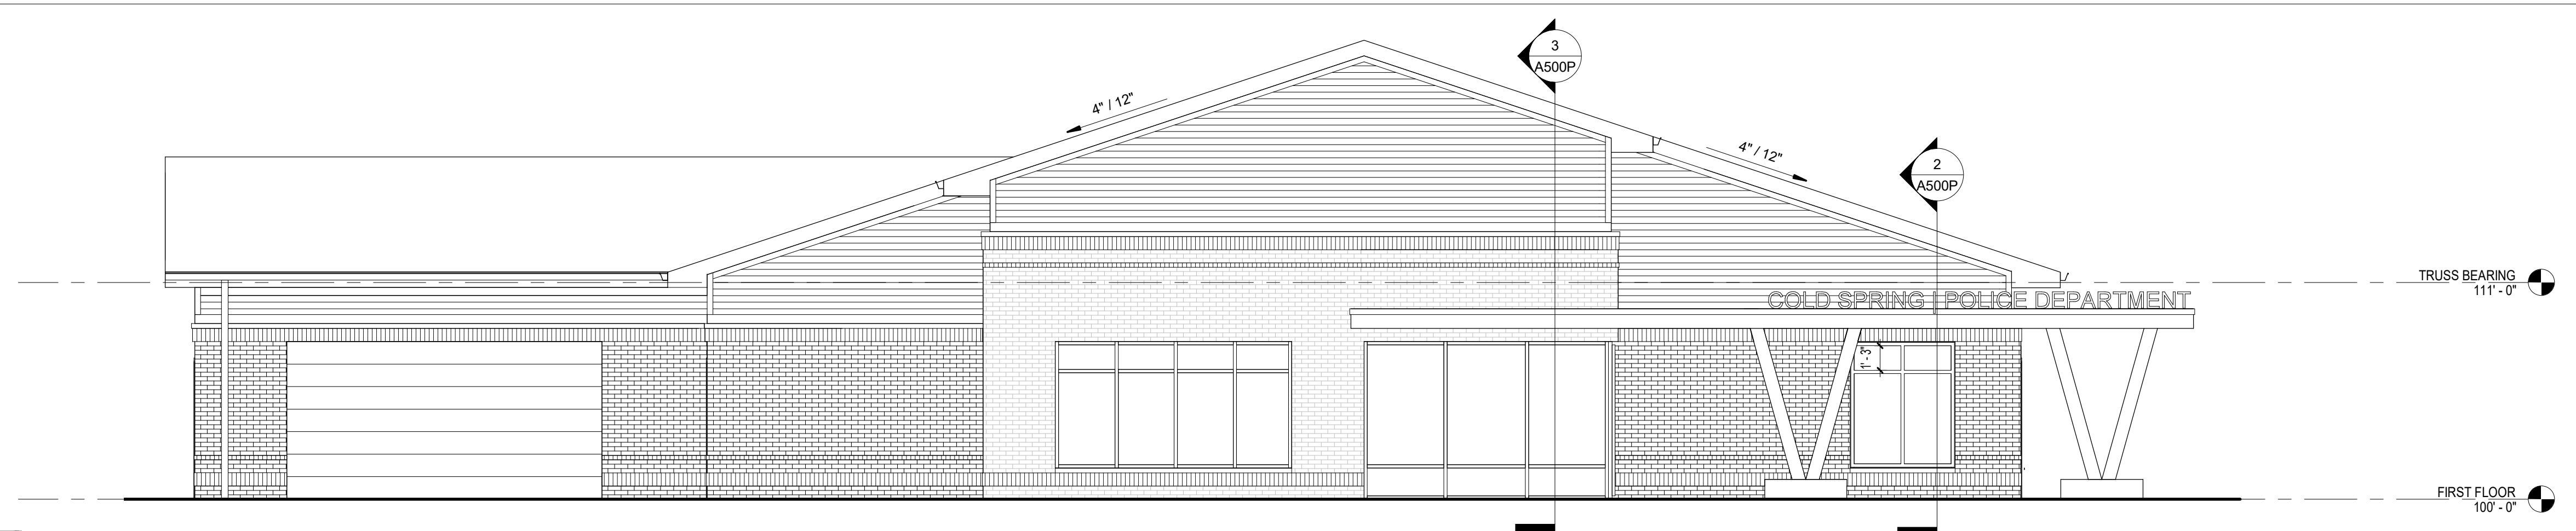 3
A500P
4" / 12"
4" / 12"
2
A500P
TRUSS BEARING
111' - 0"
COLD SPRING | POLICE DEPARTMENT
1' - 3"
FIRST FLOOR
100' - 0"